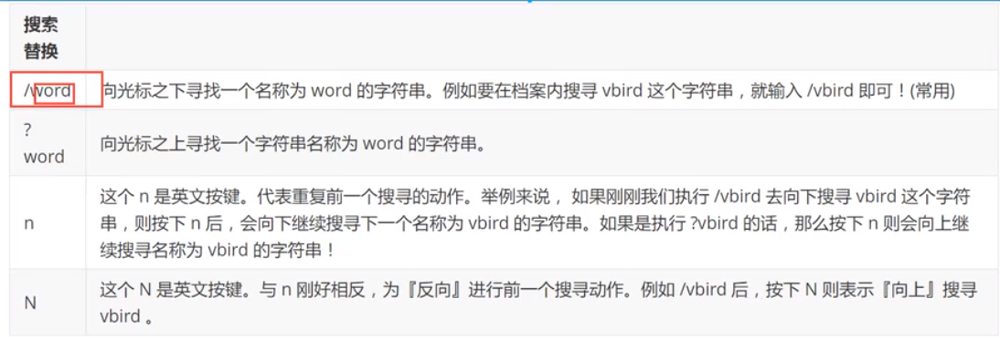 搜索
替换
/word 向光标之下寻找一个名称为 word 的字符串。例如要在档案内搜寻 vbird 这个字符串，就输入 /vbird 即可！(常用)
?
word 向光标之上寻找一个字符串名称为 word 的字符串。
n 这个 n 是英文按键。代表重复前一个搜寻的动作。举例来说， 如果刚刚我们执行 /vbird 去向下搜寻 vbird 这个字符
串，则按下 n 后，会向下继续搜寻下一个名称为 vbird 的字符串。如果是执行 ?vbird 的话，那么按下 n 则会向上继
续搜寻名称为 vbird 的字符串！
N 这个 N 是英文按键。与 n 刚好相反，为『反向』进行前一个搜寻动作。例如 /vbird 后，按下 N 则表示『向上』搜寻
vbird 。